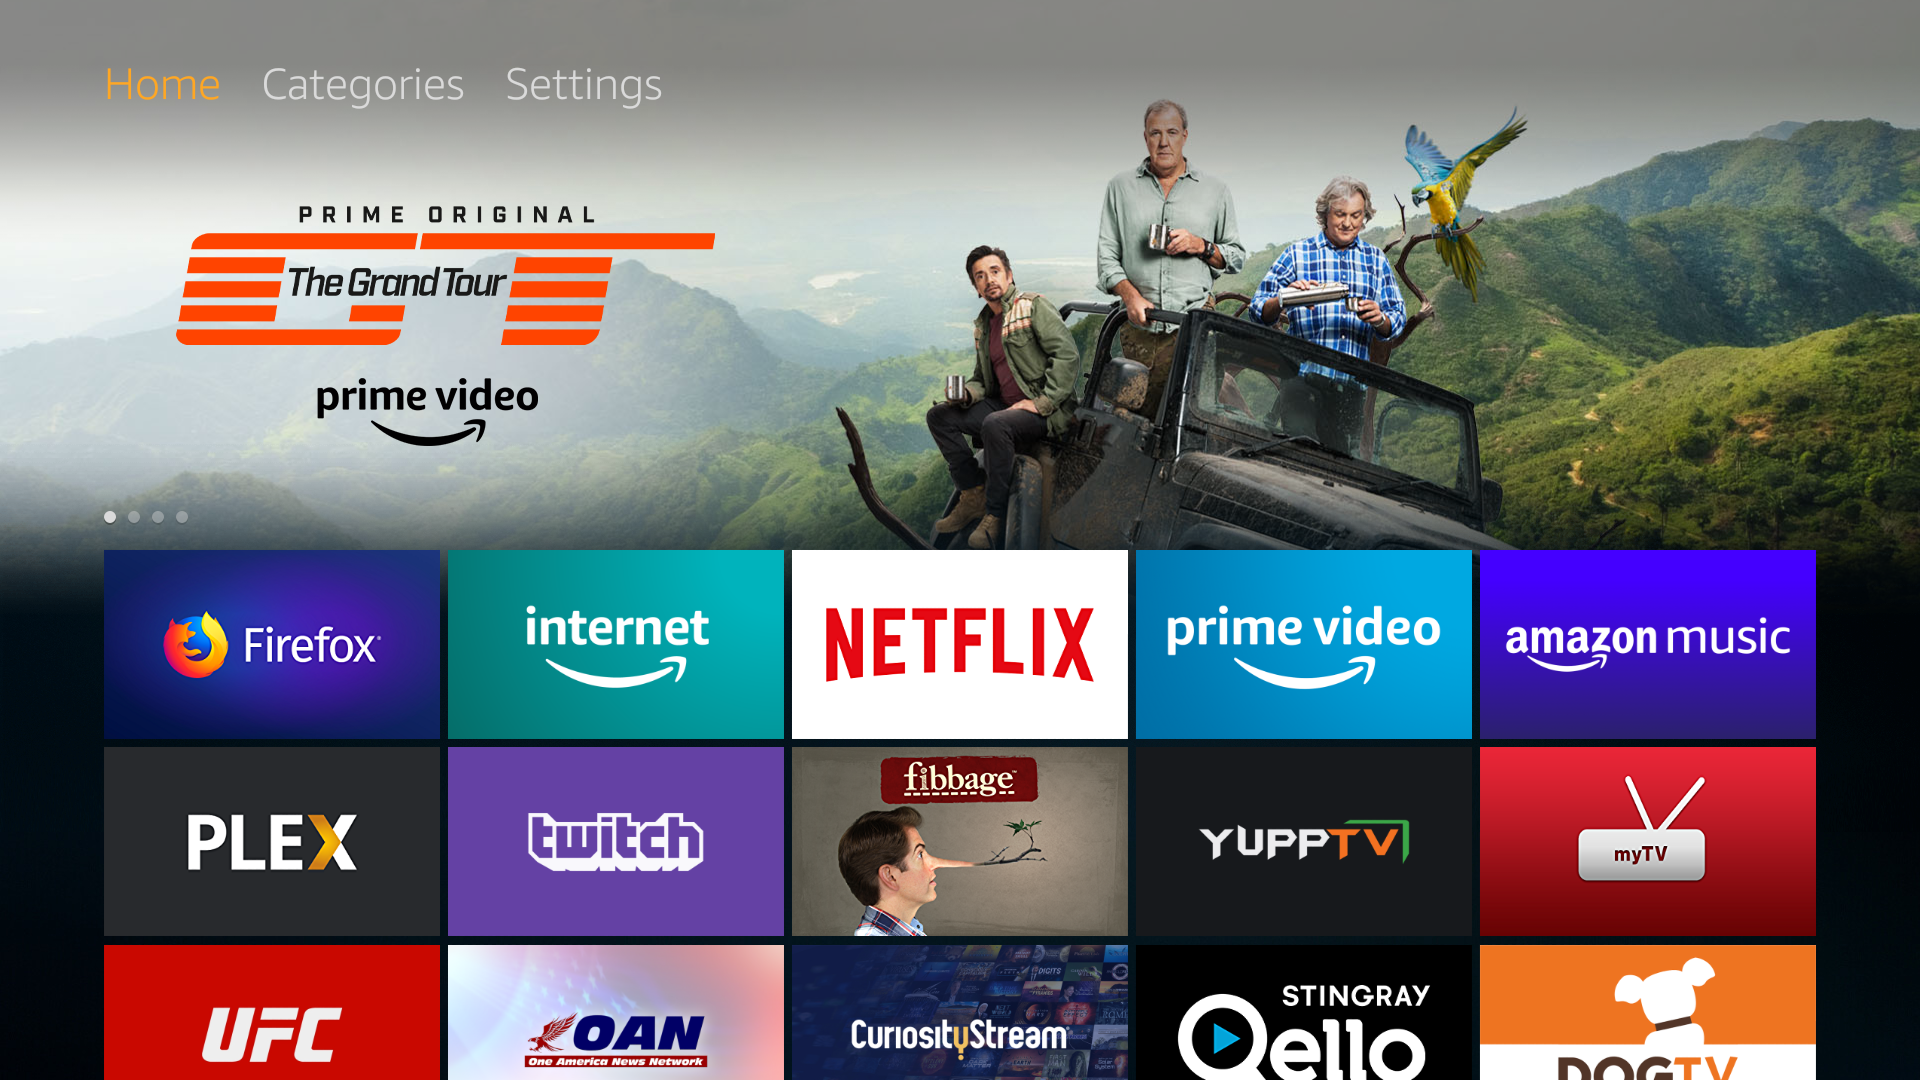 Home Categories Settings
PRIME ORIGINAL
The Grand Tour
prime video
Firefox
internet
NETFLIX
prime video
amazon music
PLEX
twitch
fibbage™
YUPPTV
myTV
UFC
OAN
One America News Network
CuriosityStream
STINGRAY
Qello
DOGTV